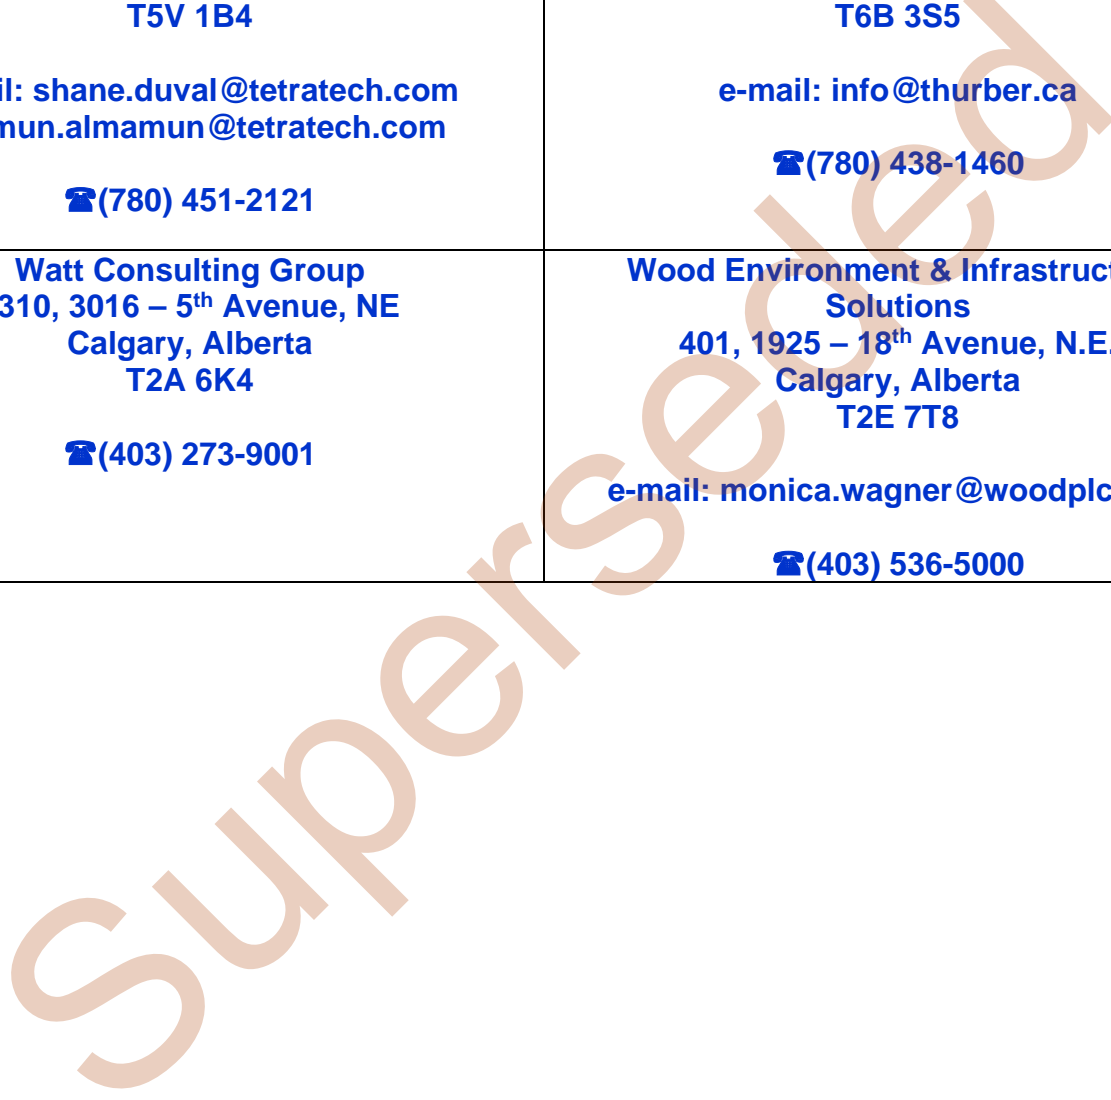 T5V 1B4
il: shane.duval@tetratech.com
mun.almamun@tetratech.com
☎(780) 451-2121
T6B 3S5
e-mail: info@thurber.ca
☎(780) 438-1460
Watt Consulting Group
310, 3016 – 5th Avenue, NE
Calgary, Alberta
T2A 6K4
☎(403) 273-9001
Wood Environment & Infrastruct
Solutions
401, 1925 – 18th Avenue, N.E.
Calgary, Alberta
T2E 7T8
e-mail: monica.wagner@woodplc
☎(403) 536-5000
Superseded